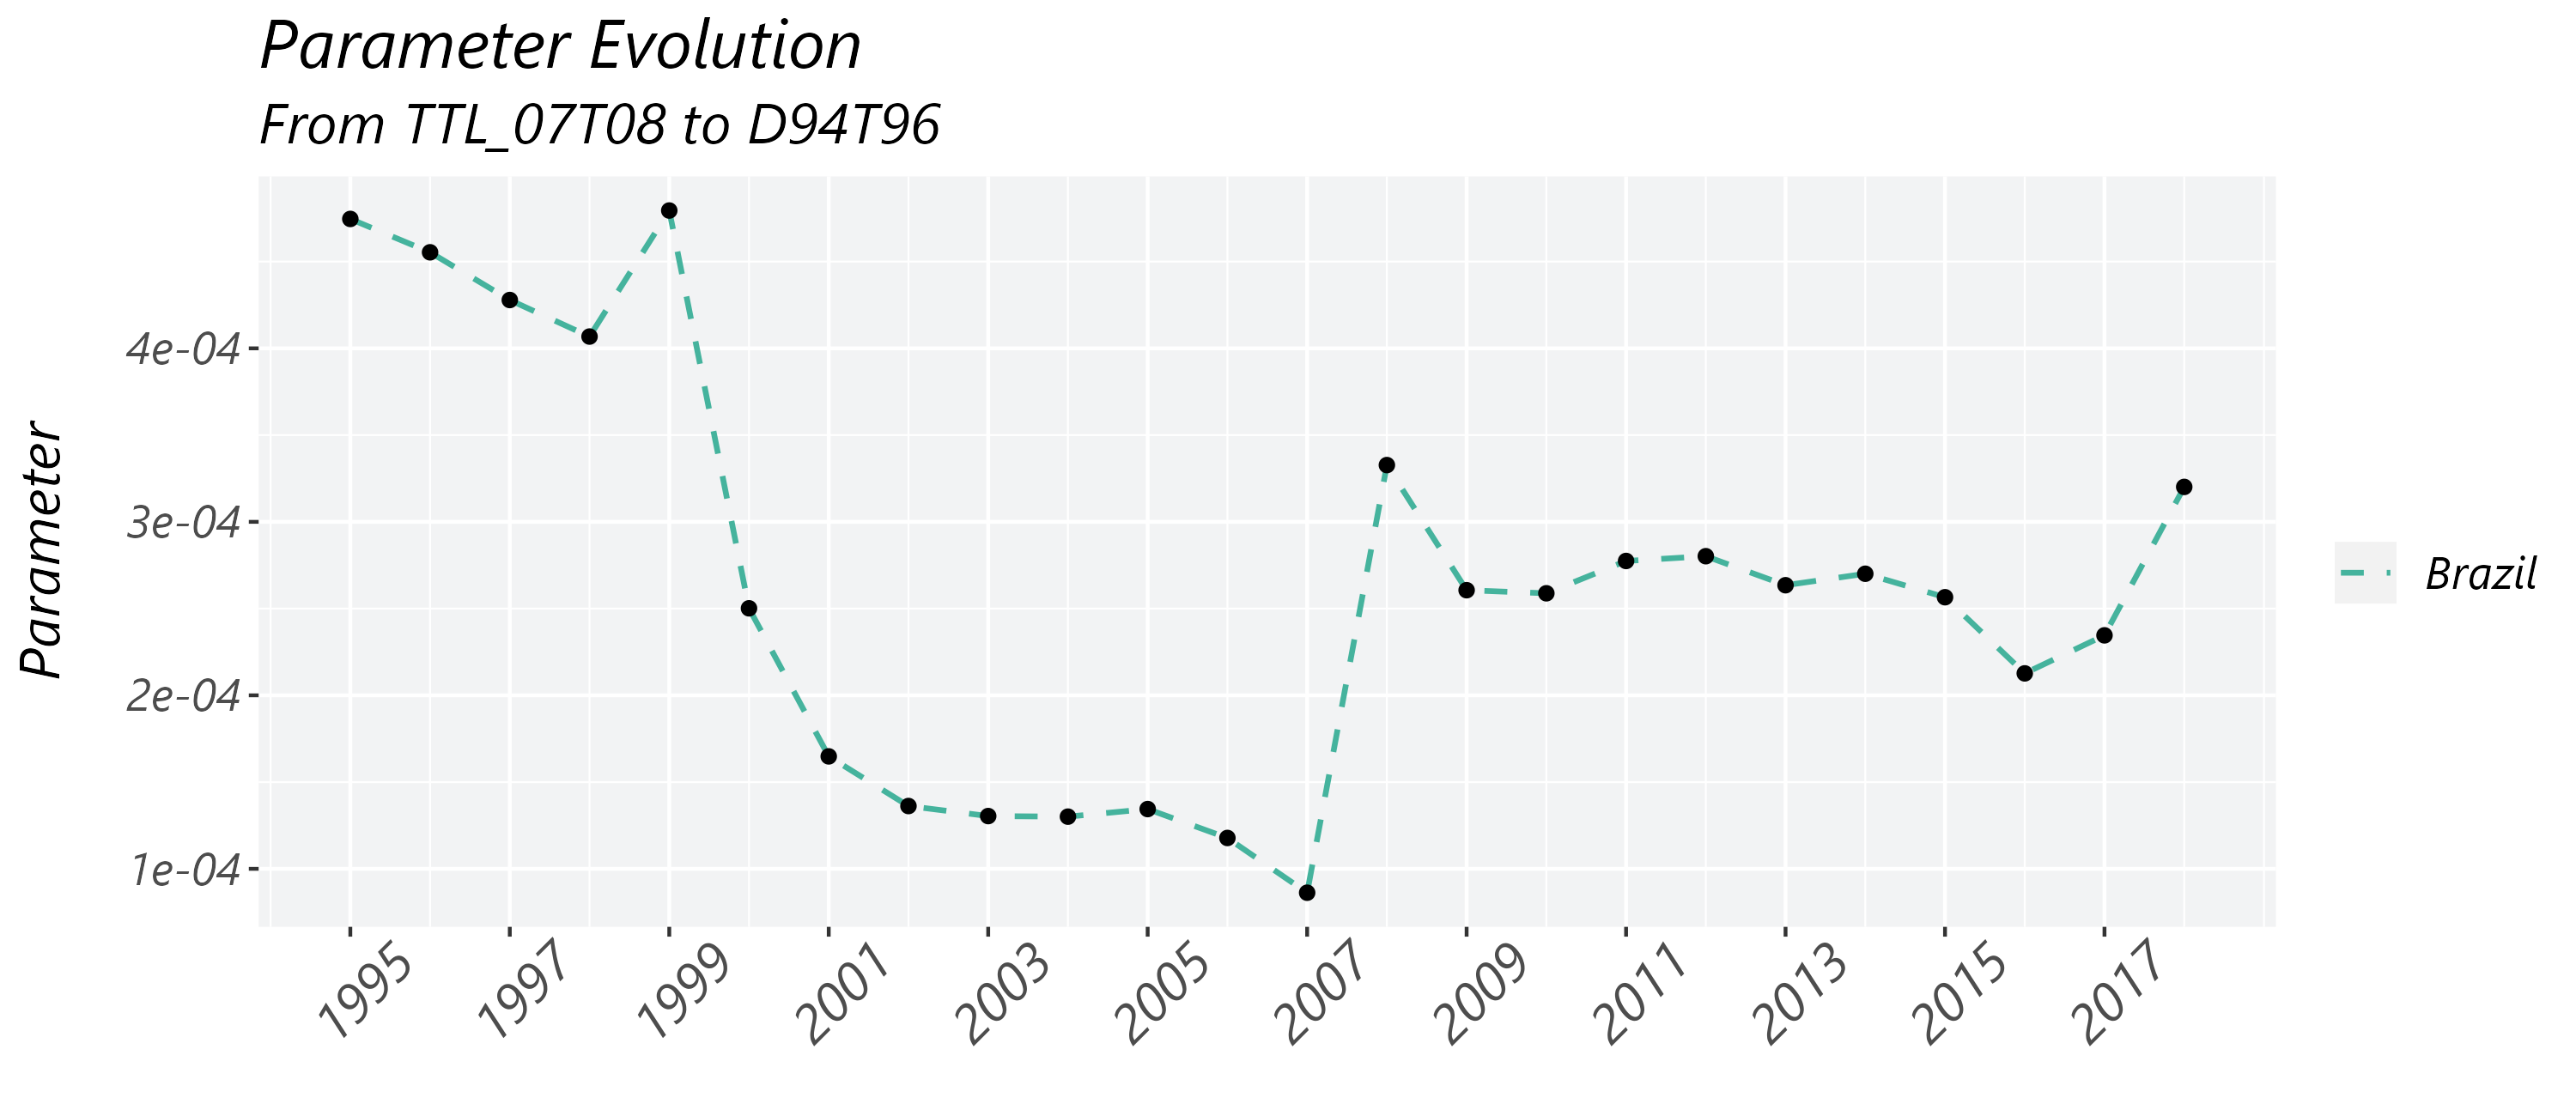 Parameter Evolution
From TTL_07T08 to D94T96
Parameter
4e-04
3e-04
2e-04
1e-04
1995
1997
1999
2001
2003
2005
2007
2009
2011
2013
2015
2017
Brazil